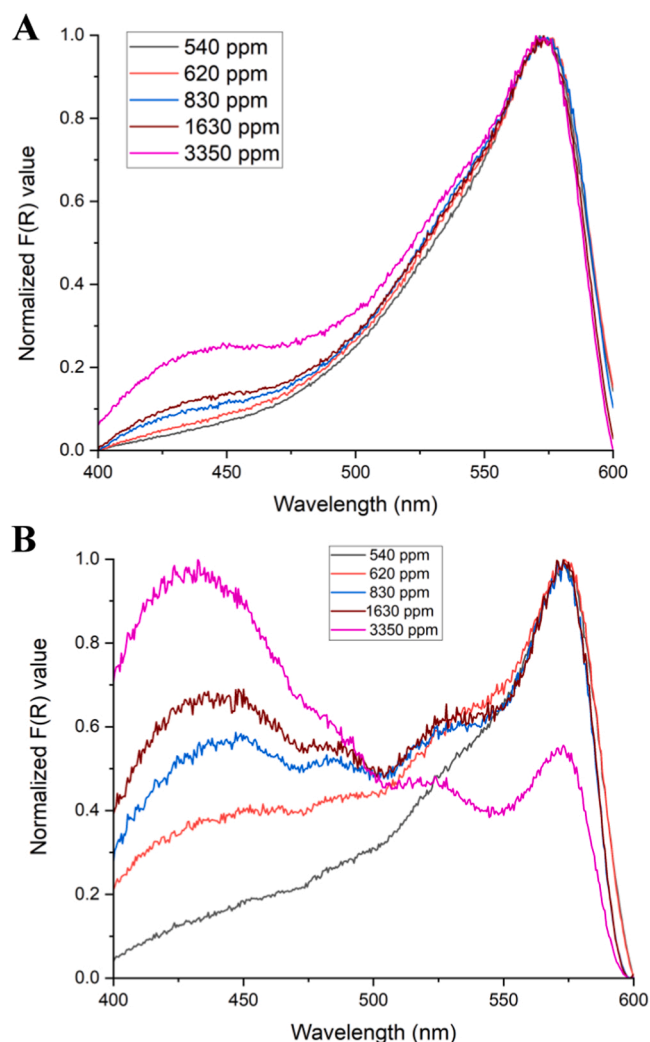 A
540 ppm
620 ppm
830 ppm
1630 ppm
3350 ppm
Normalized F(R) value
1.0
0.8
0.6
0.4
0.2
0.0
400 450 500 550 600
Wavelength (nm)
B
540 ppm
620 ppm
830 ppm
1630 ppm
3350 ppm
Normalized F(R) value
1.0
0.8
0.6
0.4
0.2
0.0
400 450 500 550 600
Wavelength (nm)